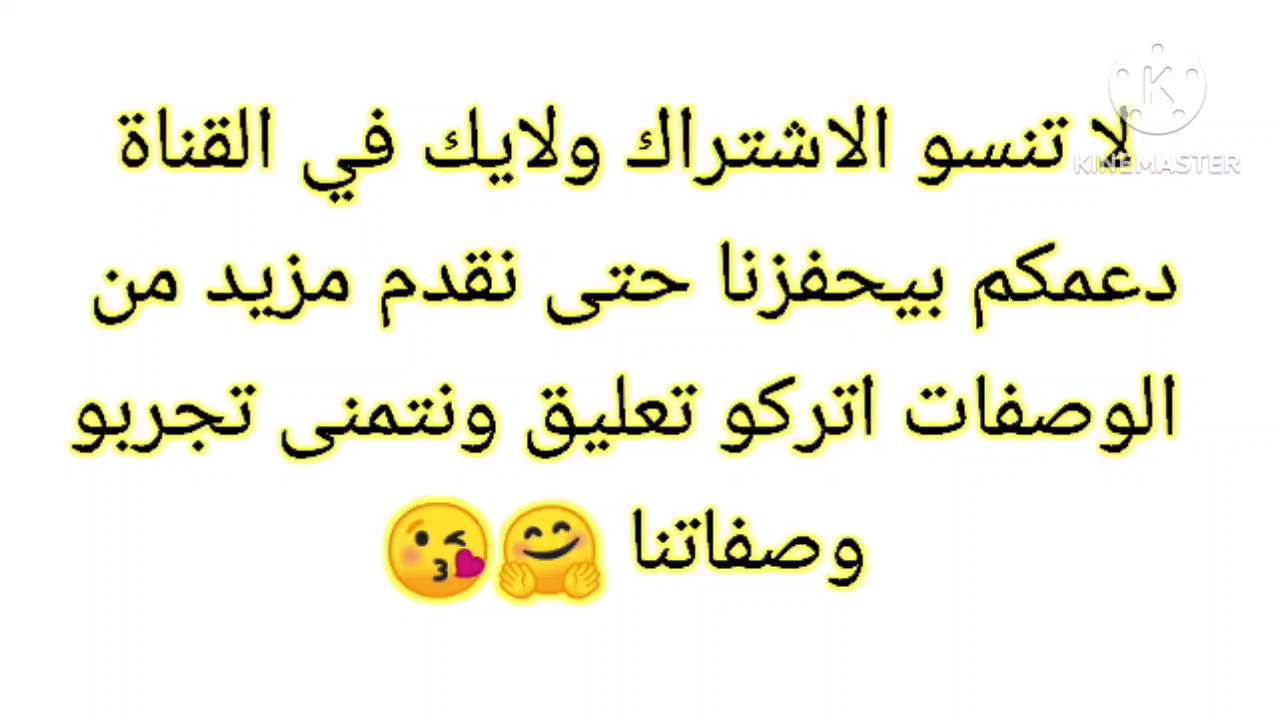 KINEMASTER
لا تنسو الاشتراك ولايك في القناة
دعمكم بيحفزنا حتى نقدم مزيد من
الوصفات اتركو تعليق ونتمنى تجربو
وصفاتنا 🤗😘